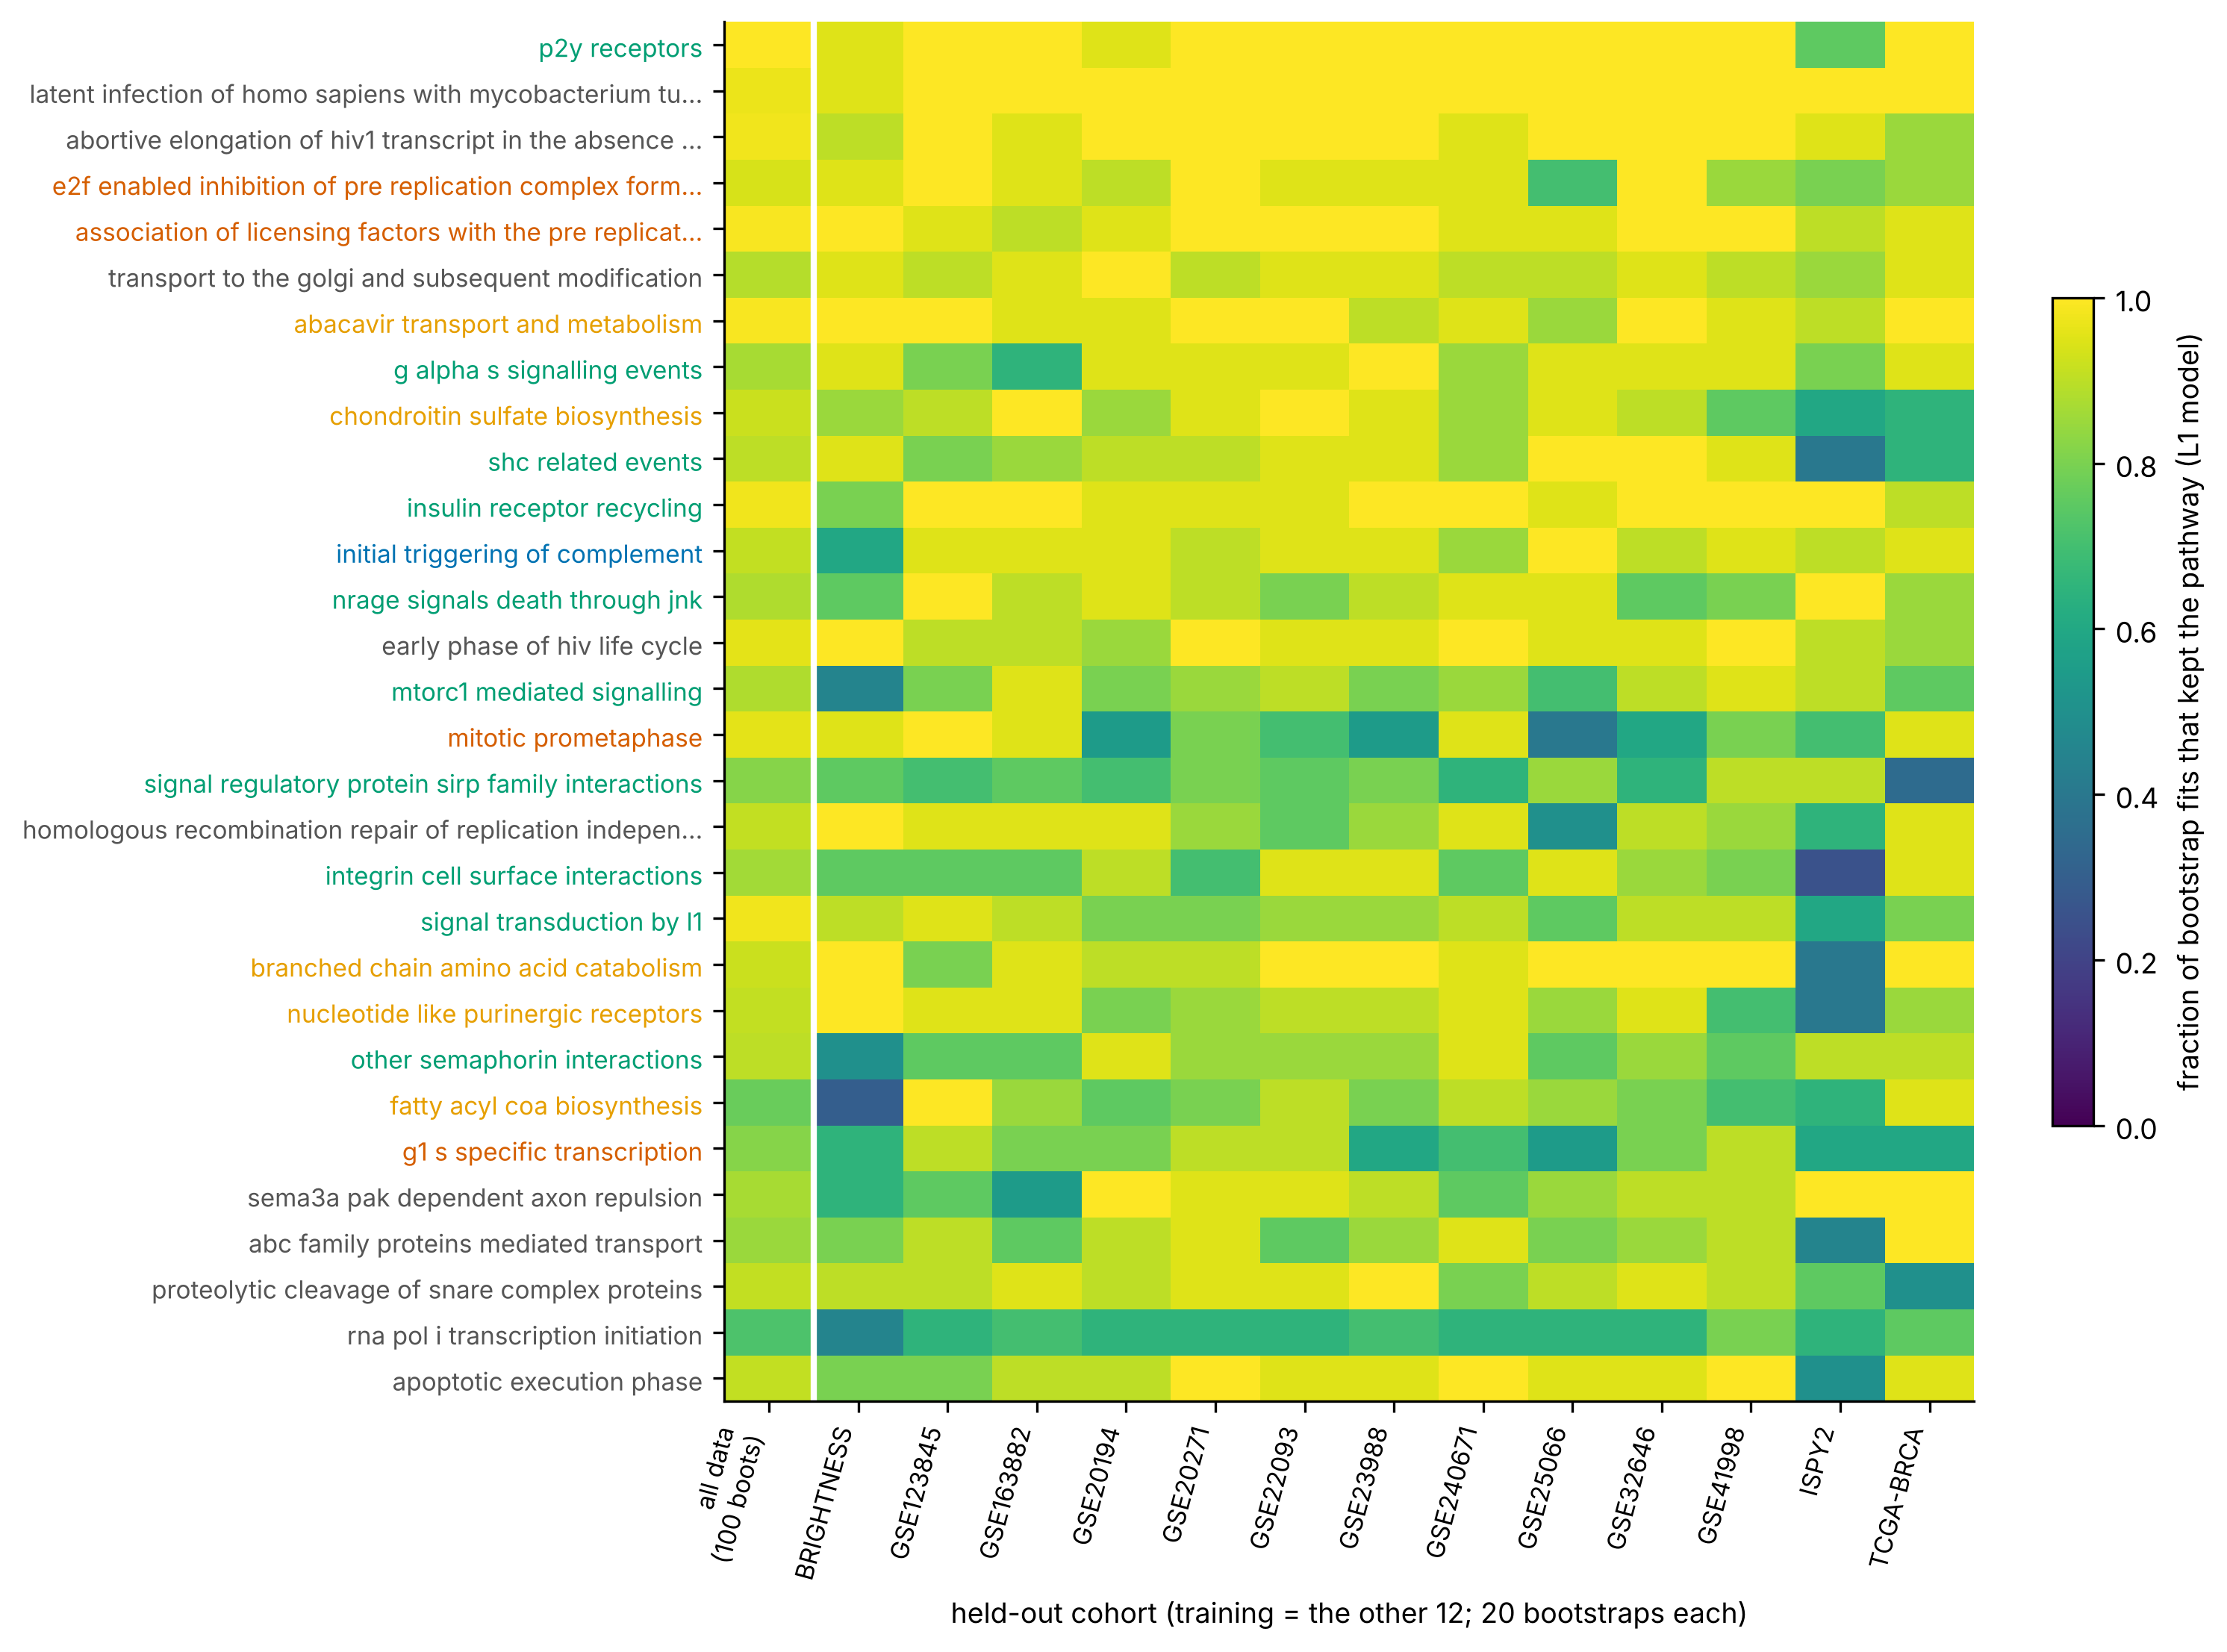 p2y receptors
latent infection of homo sapiens with mycobacterium tu...
abortive elongation of hiv1 transcript in the absence ...
e2f enabled inhibition of pre replication complex form...
association of licensing factors with the pre replicat...
transport to the golgi and subsequent modification
abacavir transport and metabolism
g alpha s signalling events
chondroitin sulfate biosynthesis
shc related events
insulin receptor recycling
initial triggering of complement
nrage signals death through jnk
early phase of hiv life cycle
mtorc1 mediated signalling
mitotic prometaphase
signal regulatory protein sirp family interactions
homologous recombination repair of replication indepen...
integrin cell surface interactions
signal transduction by l1
branched chain amino acid catabolism
nucleotide like purinergic receptors
other semaphorin interactions
fatty acyl coa biosynthesis
g1 s specific transcription
sema3a pak dependent axon repulsion
abc family proteins mediated transport
proteolytic cleavage of snare complex proteins
rna pol i transcription initiation
apoptotic execution phase
all data
(100 boots)
BRIGHTNESS
GSE123845
GSE163882
GSE20194
GSE20271
GSE22093
GSE23988
GSE240671
GSE25066
GSE32646
GSE41998
ISPY2
TCGA-BRCA
held-out cohort (training = the other 12; 20 bootstraps each)
1.0
0.8
0.6
0.4
0.2
0.0
fraction of bootstrap fits that kept the pathway (L1 model)